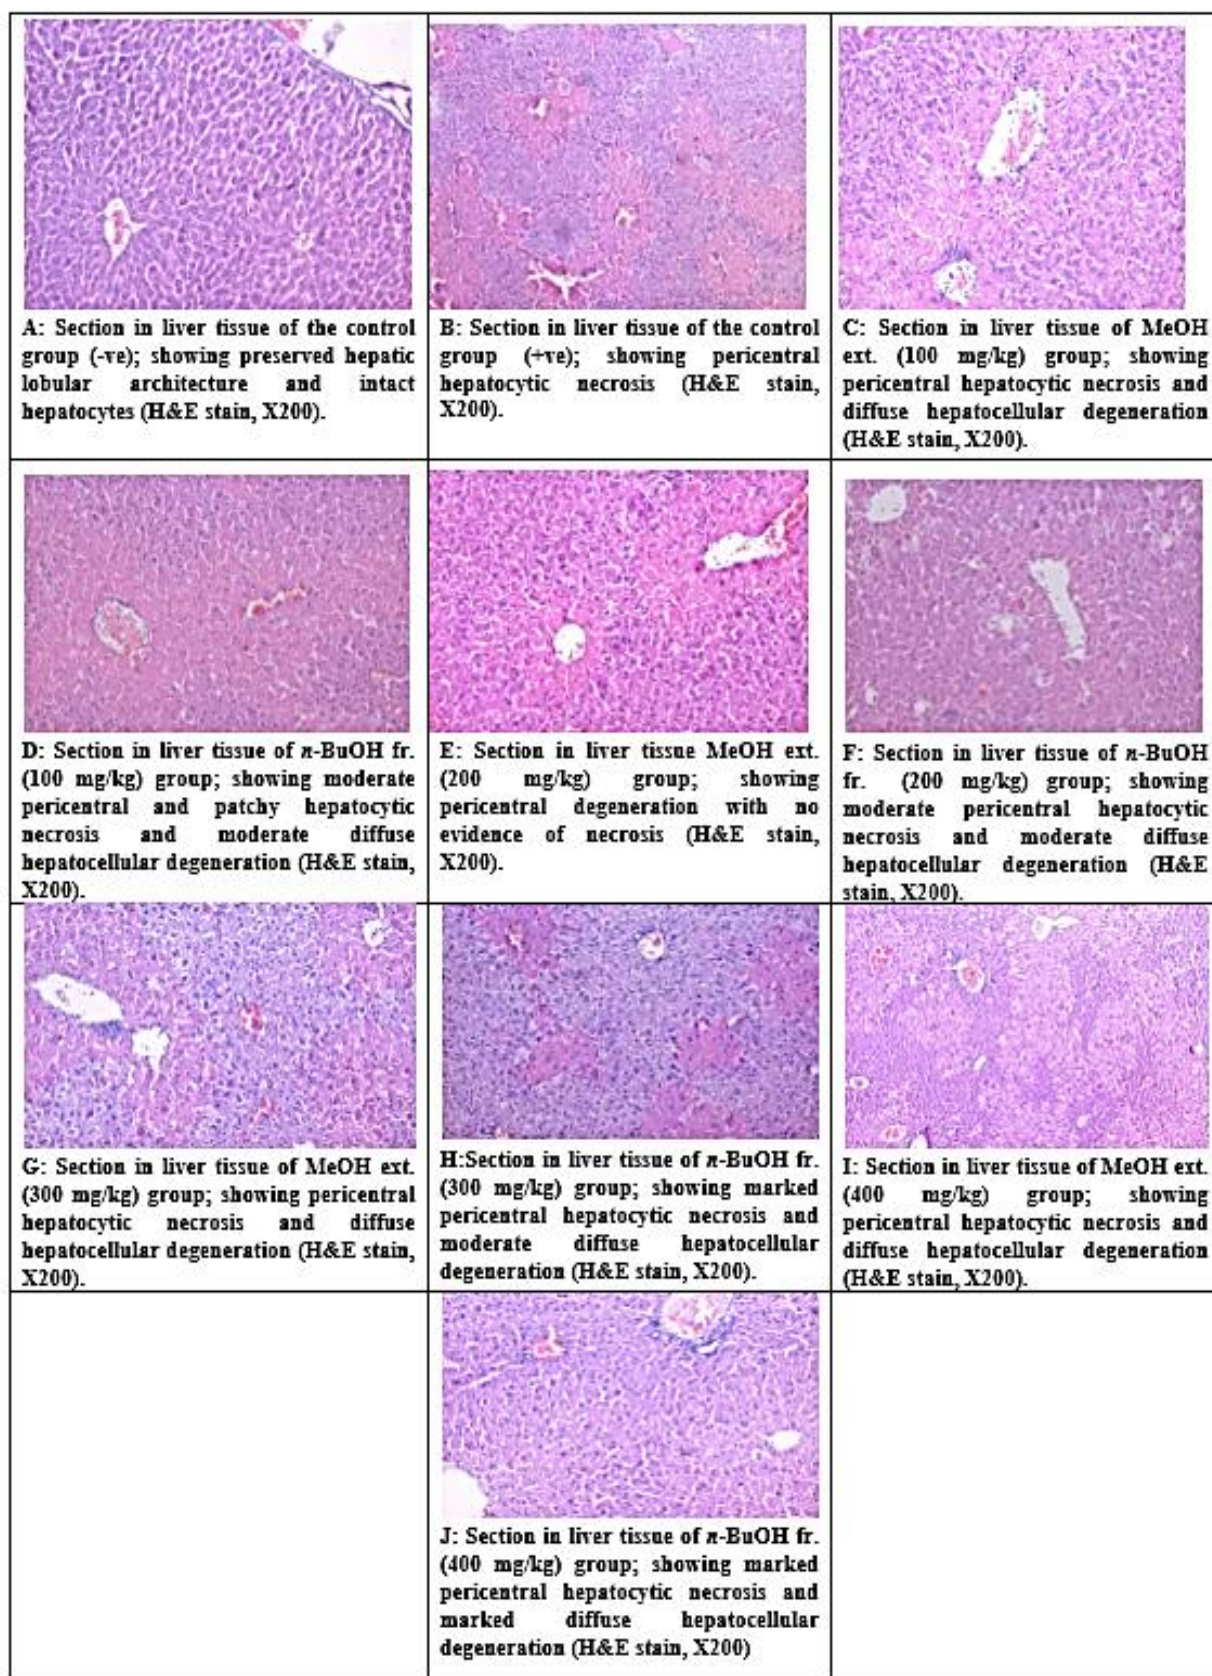 A: Section in liver tissue of the control
group (-ve); showing preserved hepatic
lobular architecture and intact
hepatocytes (H&E stain, X200).
B: Section in liver tissue of the control
group (+ve); showing pericentral
hepatocytic necrosis (H&E stain,
X200).
C: Section in liver tissue of MeOH
ext. (100 mg/kg) group; showing
pericentral hepatocytic necrosis and
diffuse hepatocellular degeneration
(H&E stain, X200).
D: Section in liver tissue of n-BuOH fr.
(100 mg/kg) group; showing moderate
pericentral and patchy hepatocytic
necrosis and moderate diffuse
hepatocellular degeneration (H&E stain,
X200).
E: Section in liver tissue MeOH ext.
(200 mg/kg) group; showing
pericentral degeneration with no
evidence of necrosis (H&E stain,
X200).
F: Section in liver tissue of n-BuOH
fr. (200 mg/kg) group; showing
moderate pericentral hepatocytic
necrosis and moderate diffuse
hepatocellular degeneration (H&E
stain, X200).
G: Section in liver tissue of MeOH ext.
(300 mg/kg) group; showing pericentral
hepatocytic necrosis and diffuse
hepatocellular degeneration (H&E stain,
X200).
H:Section in liver tissue of n-BuOH fr.
(300 mg/kg) group; showing marked
pericentral hepatocytic necrosis and
moderate diffuse hepatocellular
degeneration (H&E stain, X200).
I: Section in liver tissue of MeOH ext.
(400 mg/kg) group; showing
pericentral hepatocytic necrosis and
diffuse hepatocellular degeneration
(H&E stain, X200).
J: Section in liver tissue of n-BuOH fr.
(400 mg/kg) group; showing marked
pericentral hepatocytic necrosis and
marked diffuse hepatocellular
degeneration (H&E stain, X200)